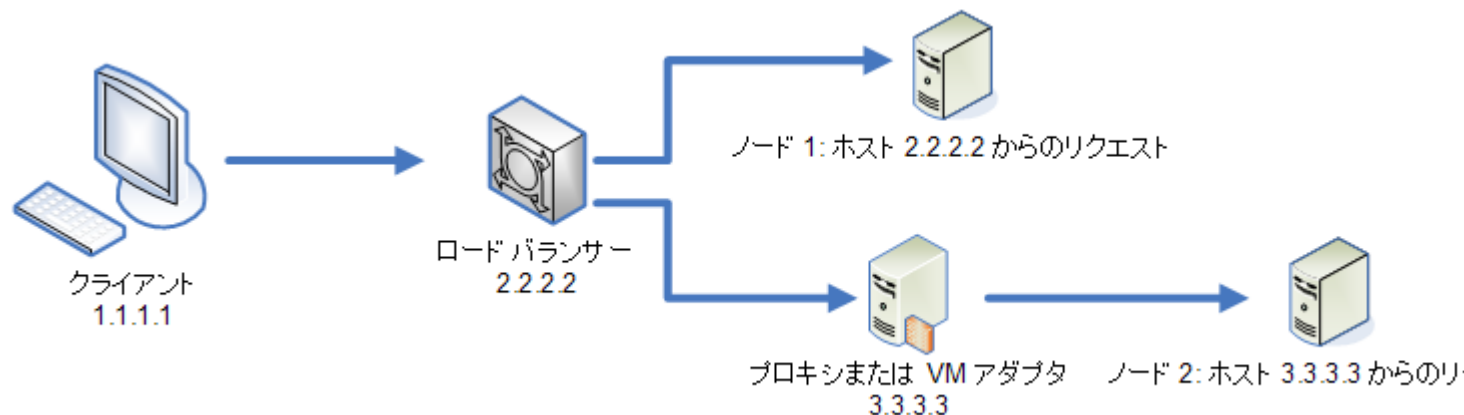 ノード 1: ホスト 2.2.2.2 からのリクエスト
ロード バランサー
2.2.2.2
クライアント
1.1.1.1
プロキシまたは VM アダプタ
3.3.3.3
ノード 2: ホスト 3.3.3.3 からのリ